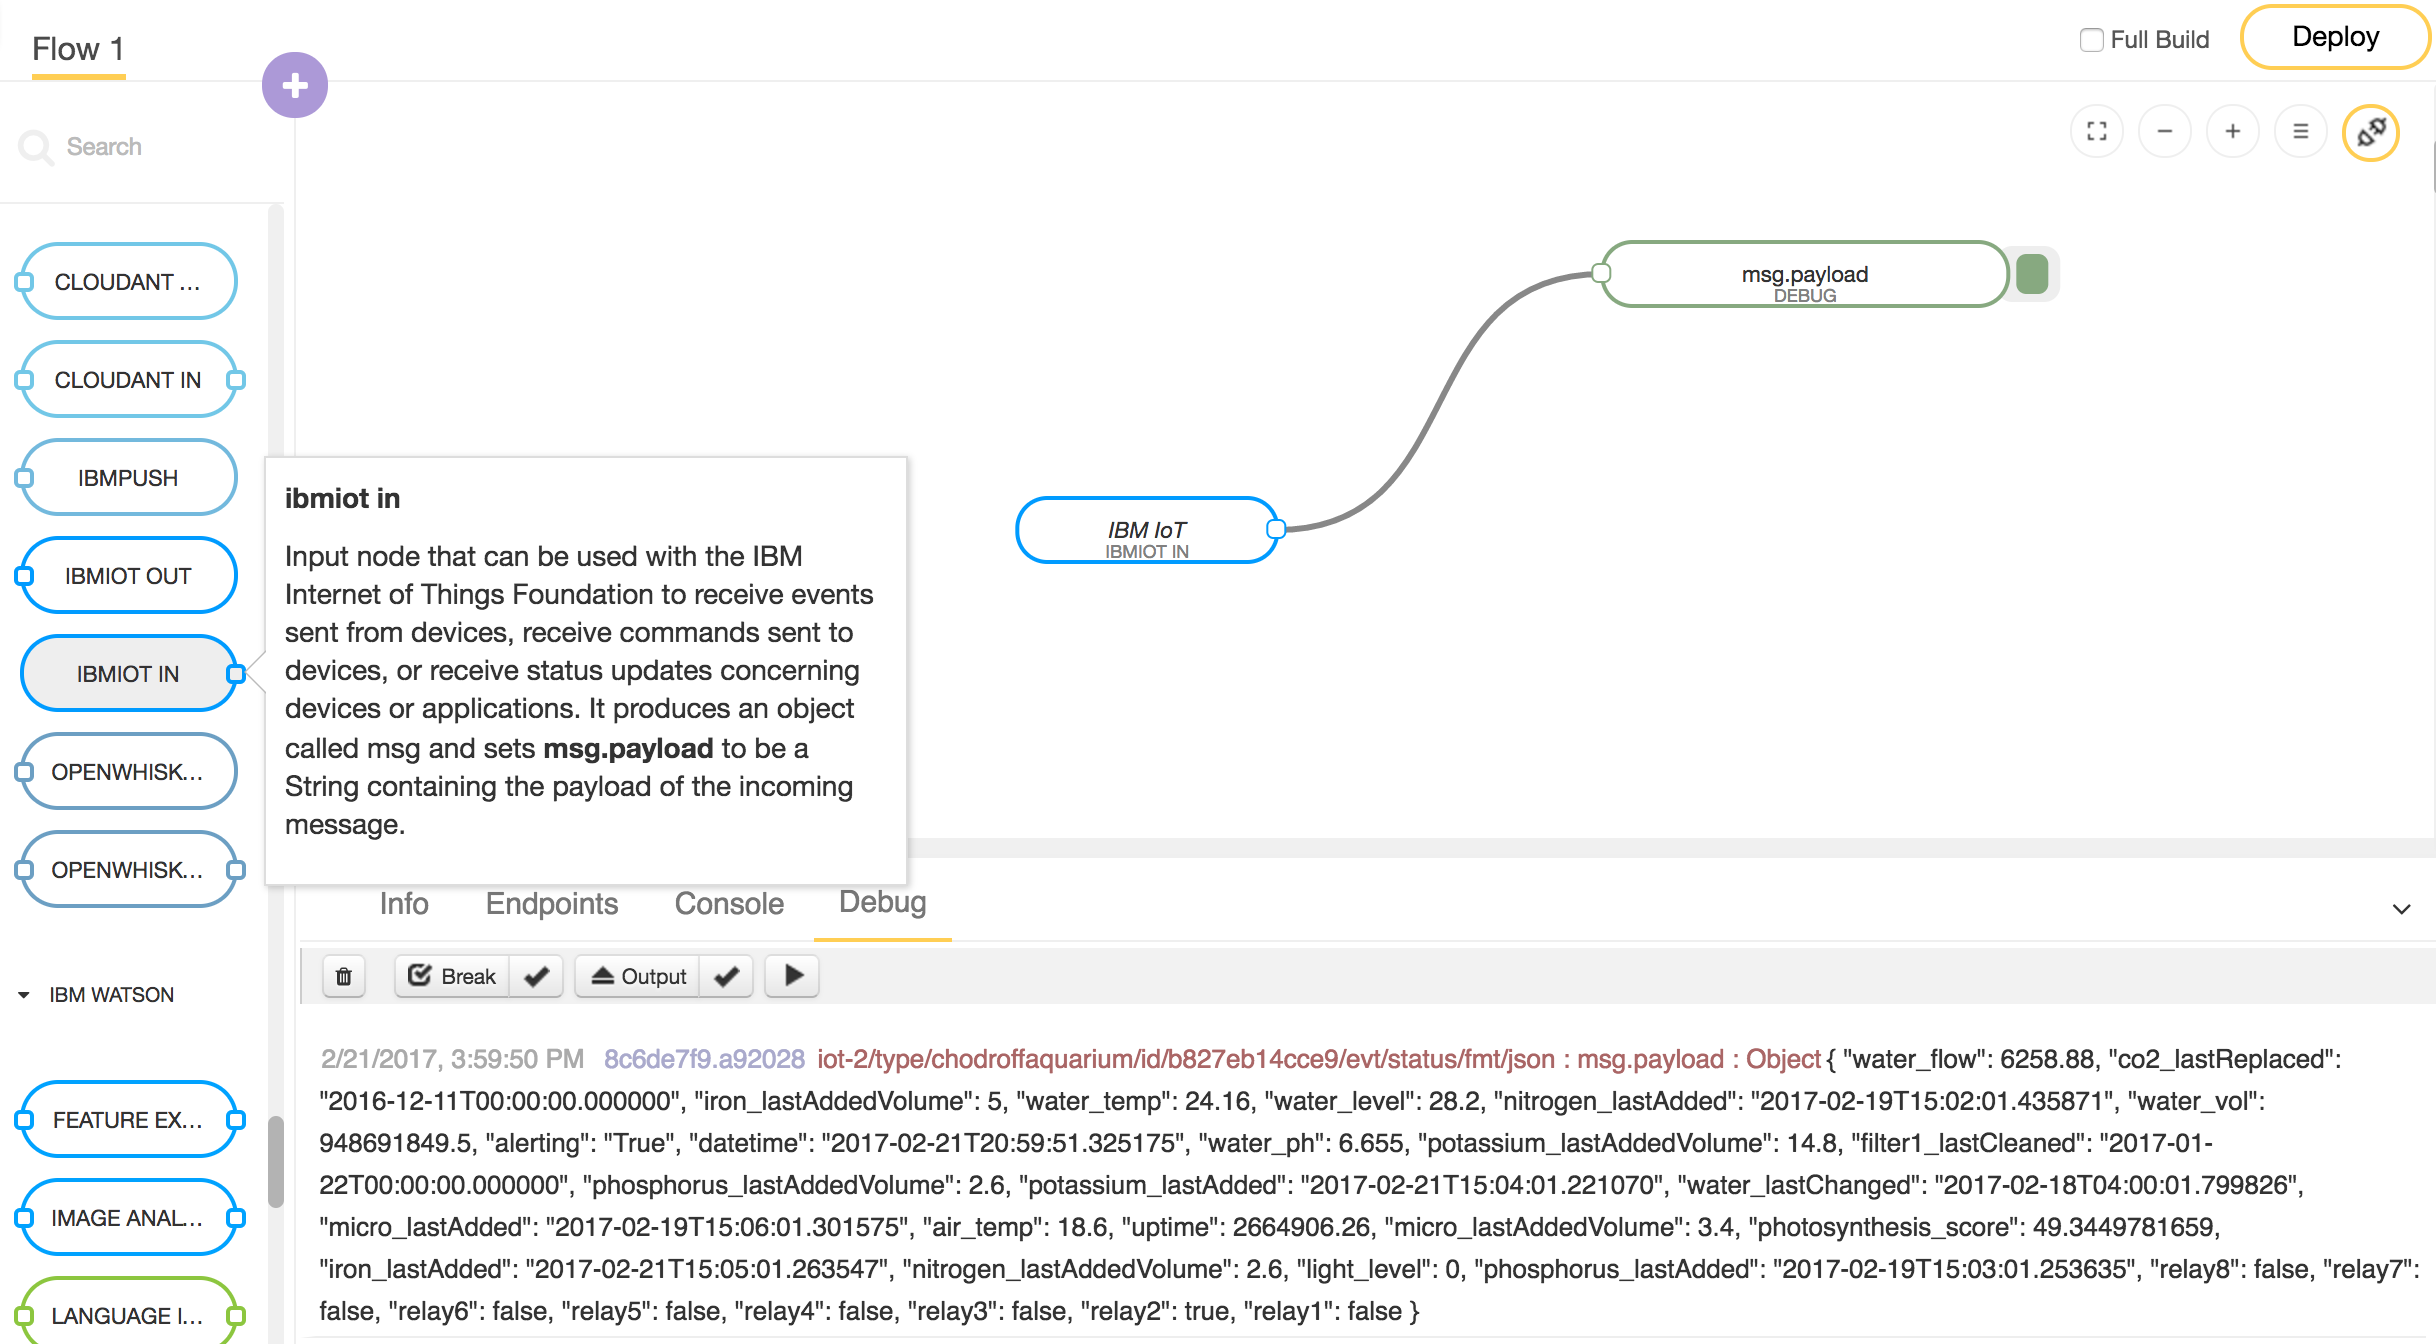 Flow 1
Full Build
Deploy
Search
CLOUDANT ...
CLOUDANT IN
IBMPUSH
IBMIOT OUT
IBMIOT IN
OPENWHISK...
OPENWHISK...
IBM WATSON
FEATURE EX...
IMAGE ANAL...
LANGUAGE I...
msg.payload
DEBUG
IBM IoT
IBMIOT IN
ibmiot in
Input node that can be used with the IBM
Internet of Things Foundation to receive events
sent from devices, receive commands sent to
devices, or receive status updates concerning
devices or applications. It produces an object
called msg and sets msg.payload to be a
String containing the payload of the incoming
message.
Info Endpoints Console Debug
Break Output
2/21/2017, 3:59:50 PM 8c6de7f9.a92028 iot-2/type/chodroffaquarium/id/b827eb14cce9/evt/status/fmt/json : msg.payload : Object { "water_flow": 6258.88, "co2_lastReplaced":
"2016-12-11T00:00:00.000000", "iron_lastAddedVolume": 5, "water_temp": 24.16, "water_level": 28.2, "nitrogen_lastAdded": "2017-02-19T15:02:01.435871", "water_vol":
948691849.5, "alerting": "True", "datetime": "2017-02-21T20:59:51.325175", "water_ph": 6.655, "potassium_lastAddedVolume": 14.8, "filter1_lastCleaned": "2017-01-
22T00:00:00.000000", "phosphorus_lastAddedVolume": 2.6, "potassium_lastAdded": "2017-02-21T15:04:01.221070", "water_lastChanged": "2017-02-18T04:00:01.799826",
"micro_lastAdded": "2017-02-19T15:06:01.301575", "air_temp": 18.6, "uptime": 2664906.26, "micro_lastAddedVolume": 3.4, "photosynthesis_score": 49.3449781659,
"iron_lastAdded": "2017-02-21T15:05:01.263547", "nitrogen_lastAddedVolume": 2.6, "light_level": 0, "phosphorus_lastAdded": "2017-02-19T15:03:01.253635", "relay8": false, "relay7":
false, "relay6": false, "relay5": false, "relay4": false, "relay3": false, "relay2": true, "relay1": false }